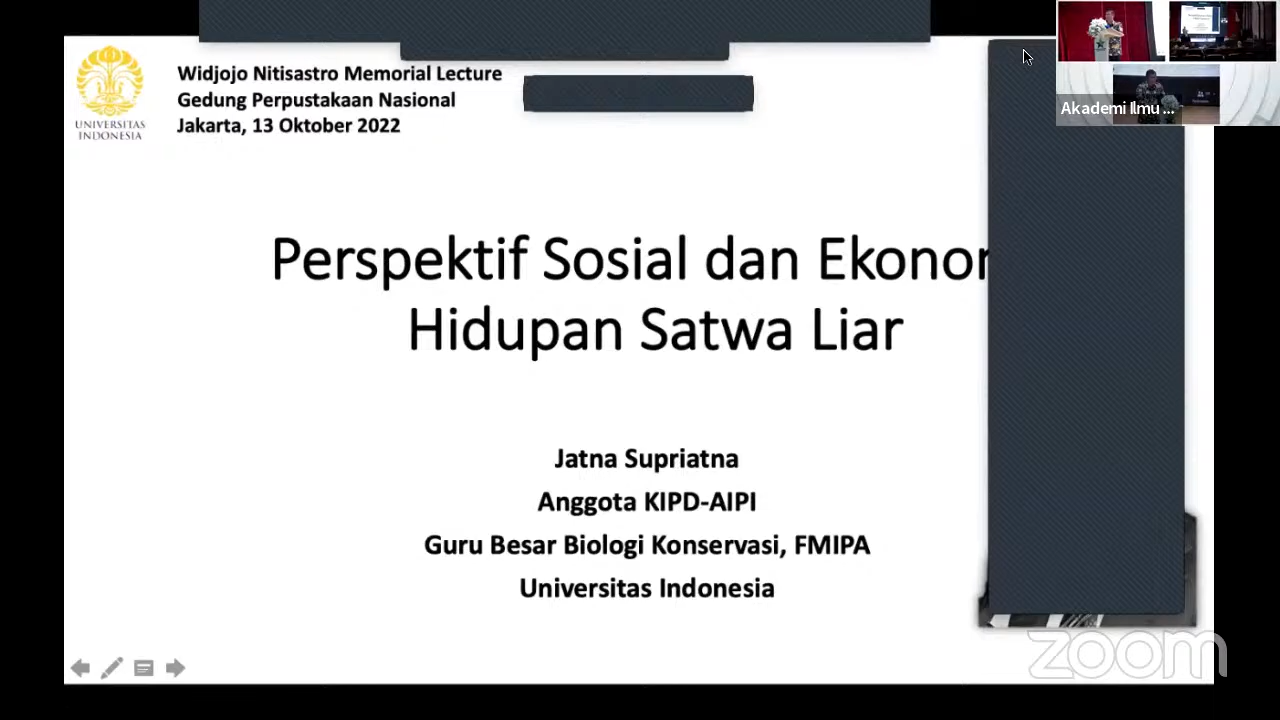 UNIVERSITAS
INDONESIA
Widjojo Nitisastro Memorial Lecture
Gedung Perpustakaan Nasional
Jakarta, 13 Oktober 2022
Akademi Ilmu ...
Perspektif Sosial dan Ekonor
Hidupan Satwa Liar
Jatna Supriatna
Anggota KIPD-AIPI
Guru Besar Biologi Konservasi, FMIPA
Universitas Indonesia
zoom